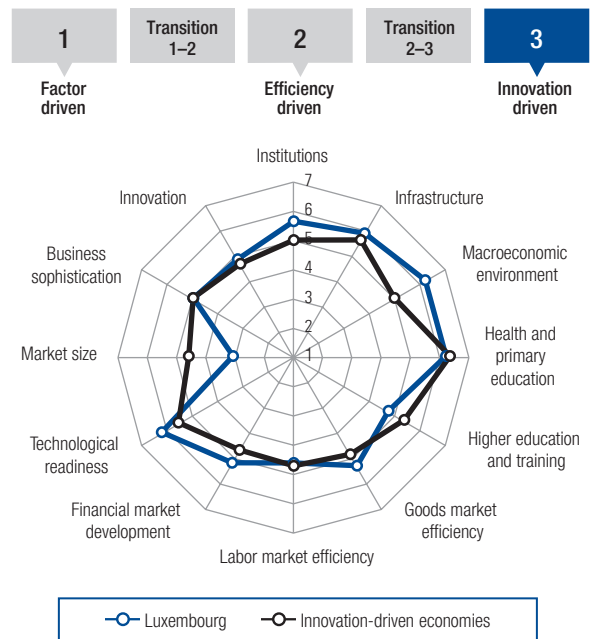 1
Transition
1–2
2
Transition
2–3
3
Factor
driven
Efficiency
driven
Innovation
driven
Institutions
7
Innovation
6
Infrastructure
5
Business
sophistication
4
Macroeconomic
environment
3
2
Market size
1
Health and
primary
education
Technological
readiness
Higher education
and training
Financial market
development
Goods market
efficiency
Labor market efficiency
Luxembourg
Innovation-driven economies